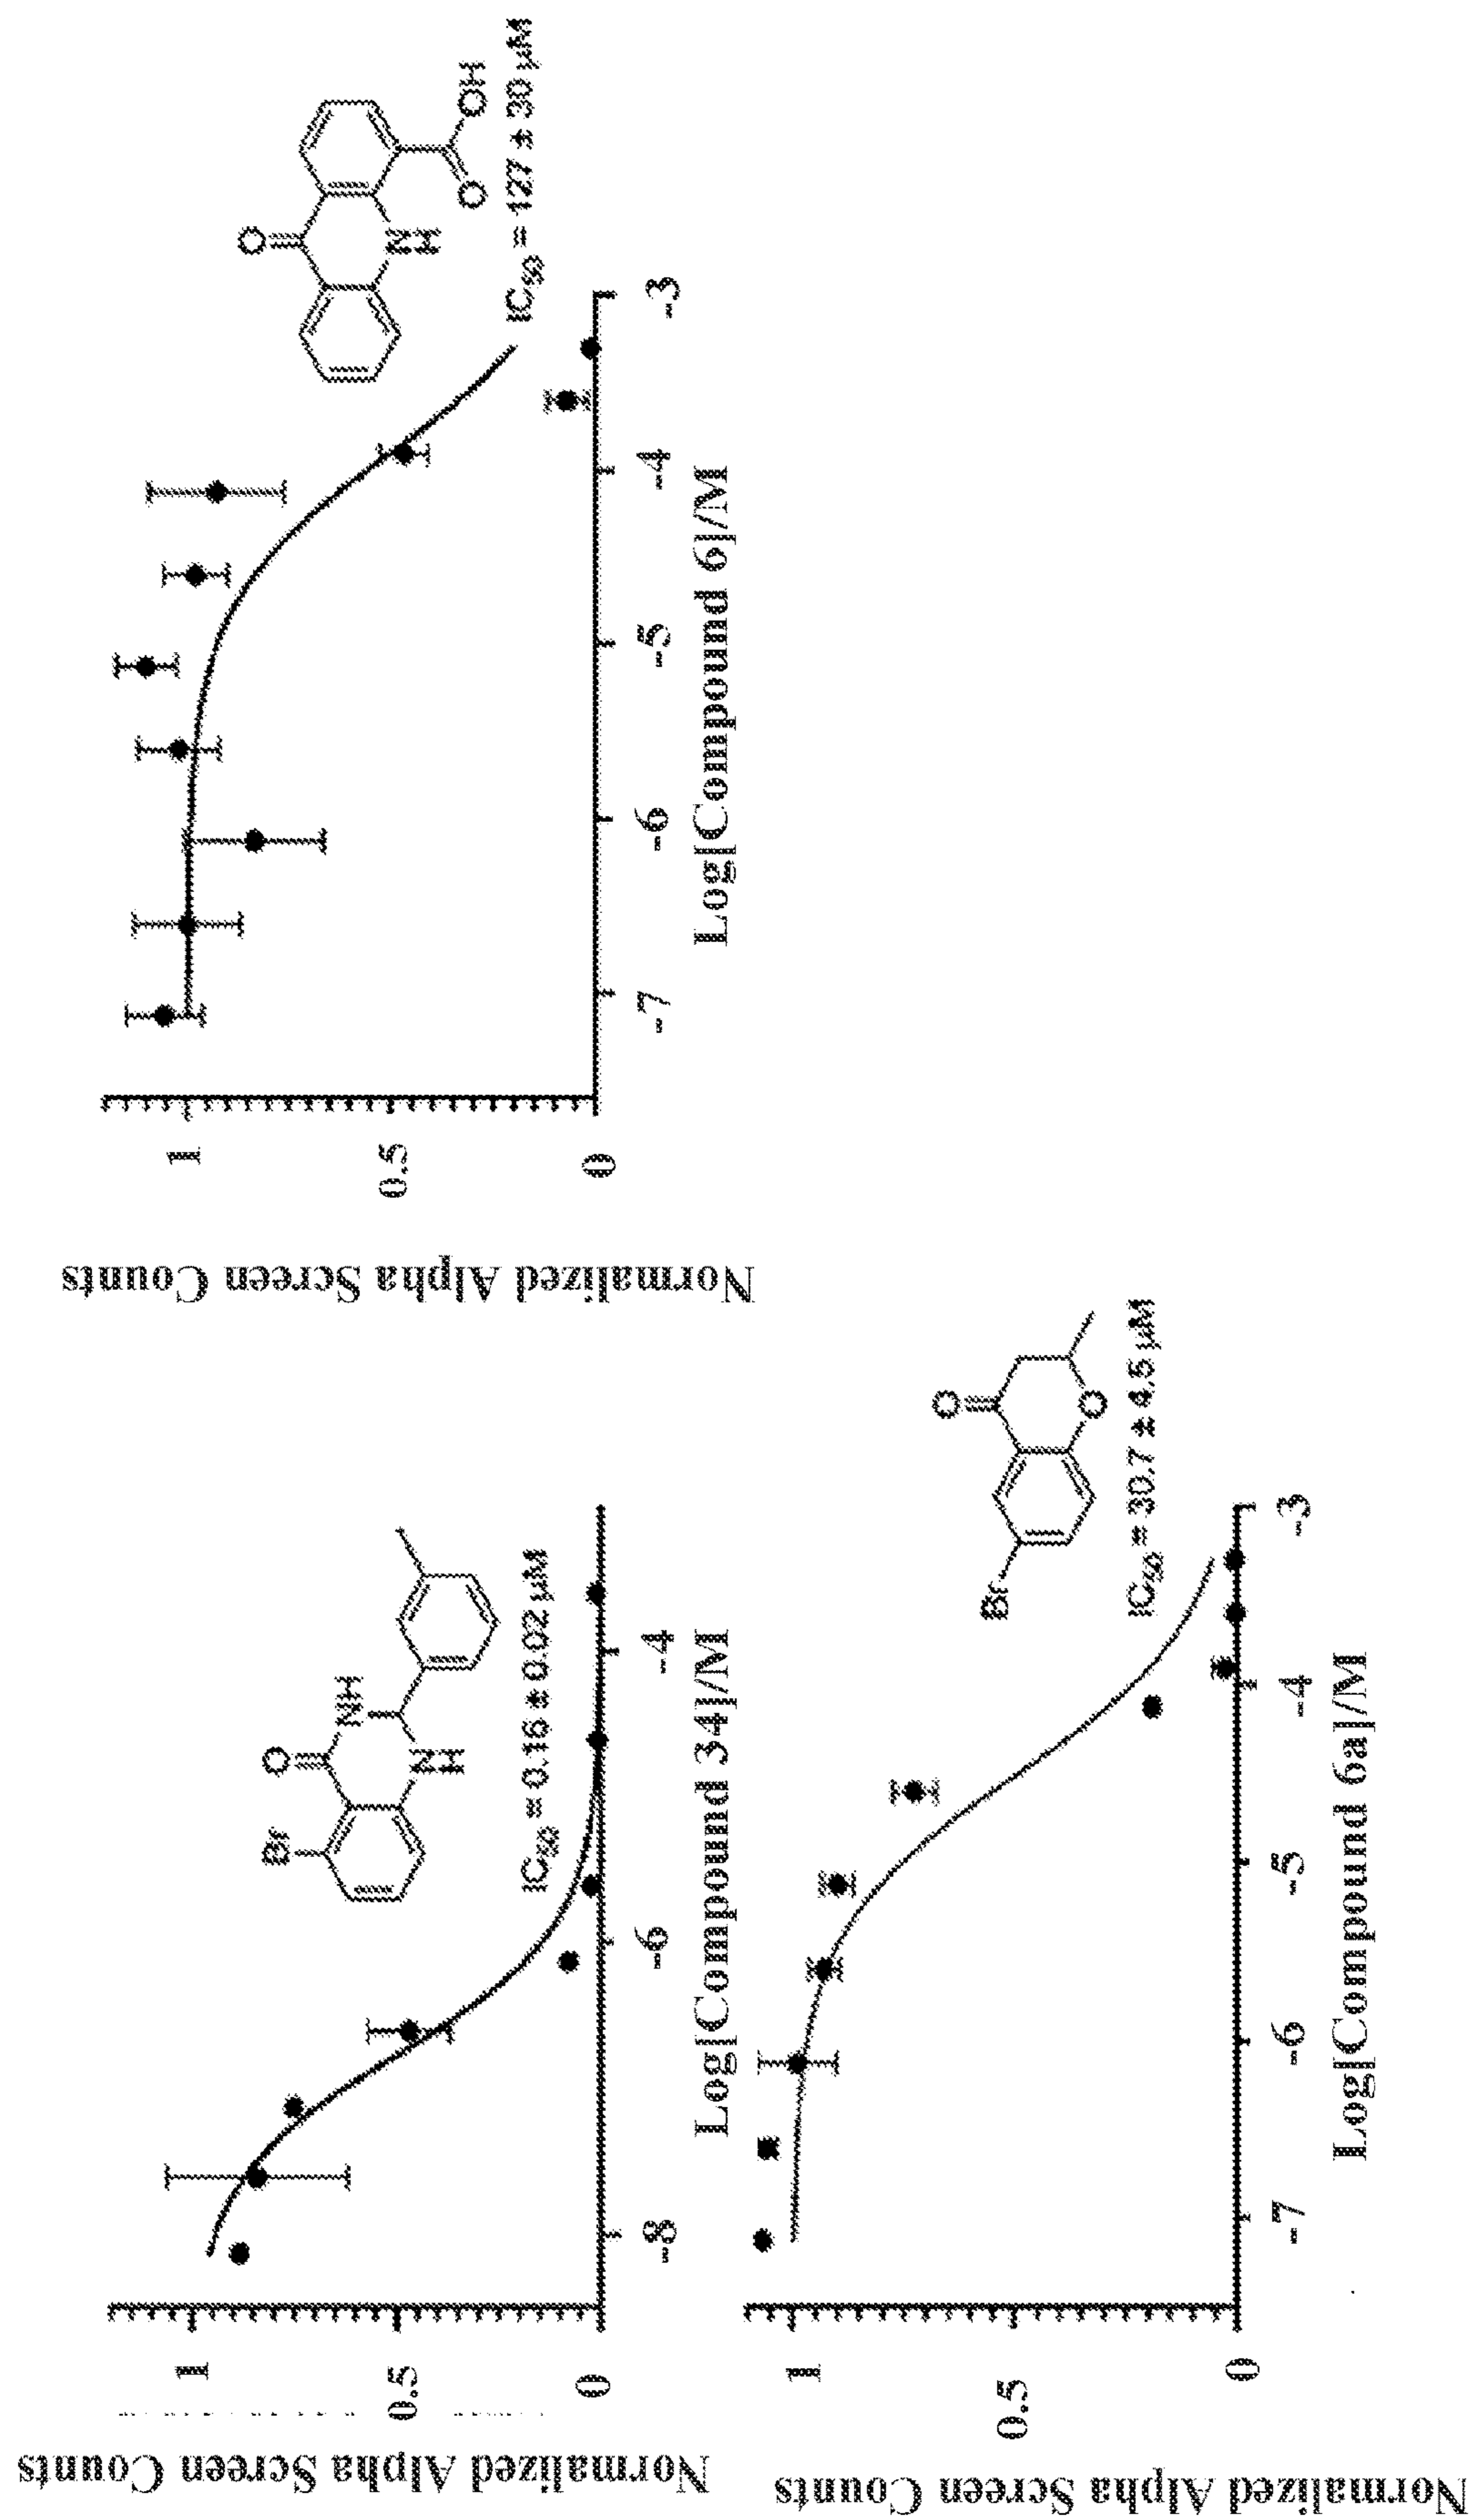 Normalized Alpha Screen Counts
1
0.5
0
-8
-6
-4
Log[Compound 34]/M
Br
O
NH
N
H
IC50 = 0.16 ± 0.02 µM
Normalized Alpha Screen Counts
1
0.5
0
-7
-6
-5
-4
-3
Log[Compound 6]/M
O
N
H
O
OH
IC50 = 127 ± 30 µM
Normalized Alpha Screen Counts
1
0.5
0
-7
-6
-5
-4
-3
Log[Compound 6a]/M
Br
O
O
IC50 = 30.7 ± 4.5 µM